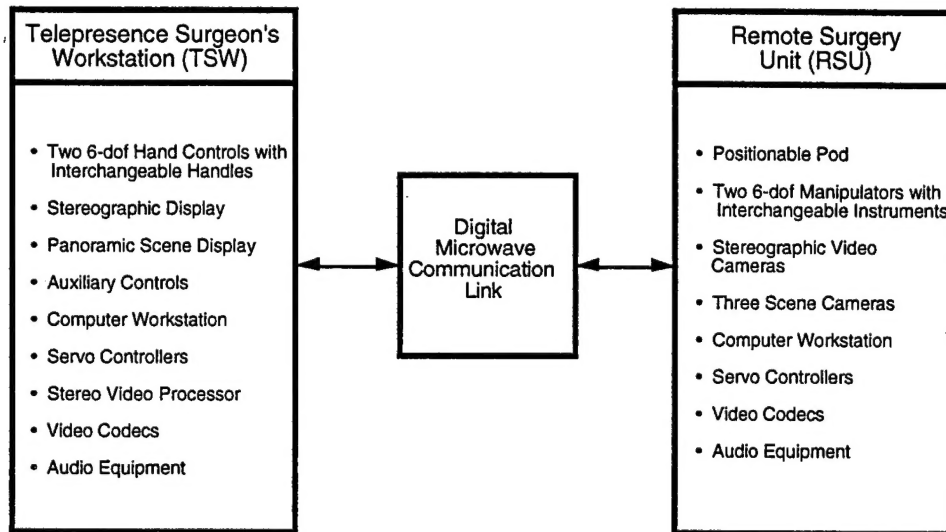 Telepresence Surgeon's
Workstation (TSW)
• Two 6-dof Hand Controls with
Interchangeable Handles
• Stereographic Display
• Panoramic Scene Display
• Auxiliary Controls
• Computer Workstation
• Servo Controllers
• Stereo Video Processor
• Video Codecs
• Audio Equipment
Digital
Microwave
Communication
Link
Remote Surgery
Unit (RSU)
• Positionable Pod
• Two 6-dof Manipulators with
Interchangeable Instruments
• Stereographic Video
Cameras
• Three Scene Cameras
• Computer Workstation
• Servo Controllers
• Video Codecs
• Audio Equipment